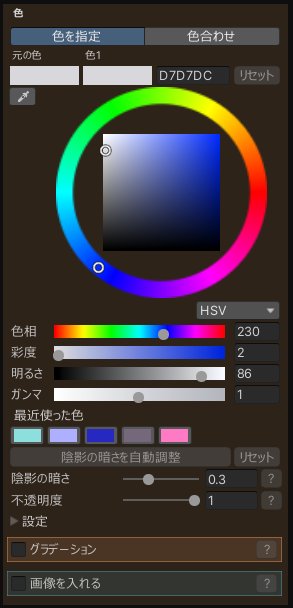 色
色を指定 色合わせ
元の色 色1
D7D7DC リセット
HSV
色相 230
彩度 2
明るさ 86
ガンマ 1
最近使った色
陰影の暗さを自動調整 リセット
陰影の暗さ 0.3 ?
不透明度 1 ?
設定
グラデーション ?
画像を入れる ?